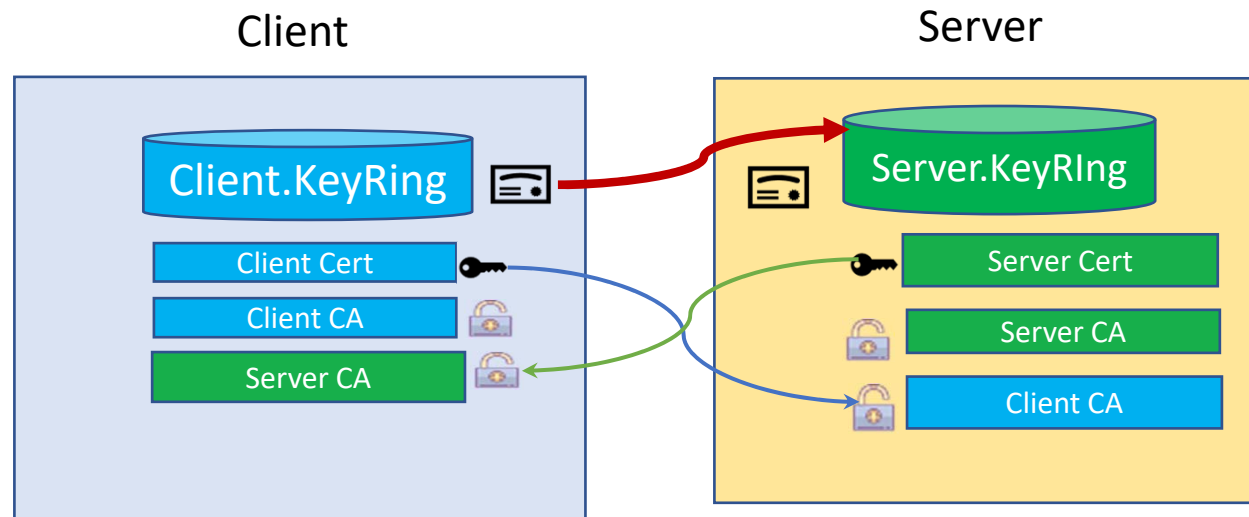 Client
Server
Client.KeyRing
Server.KeyRIng
Client Cert
Server Cert
Client CA
Server CA
Server CA
Client CA